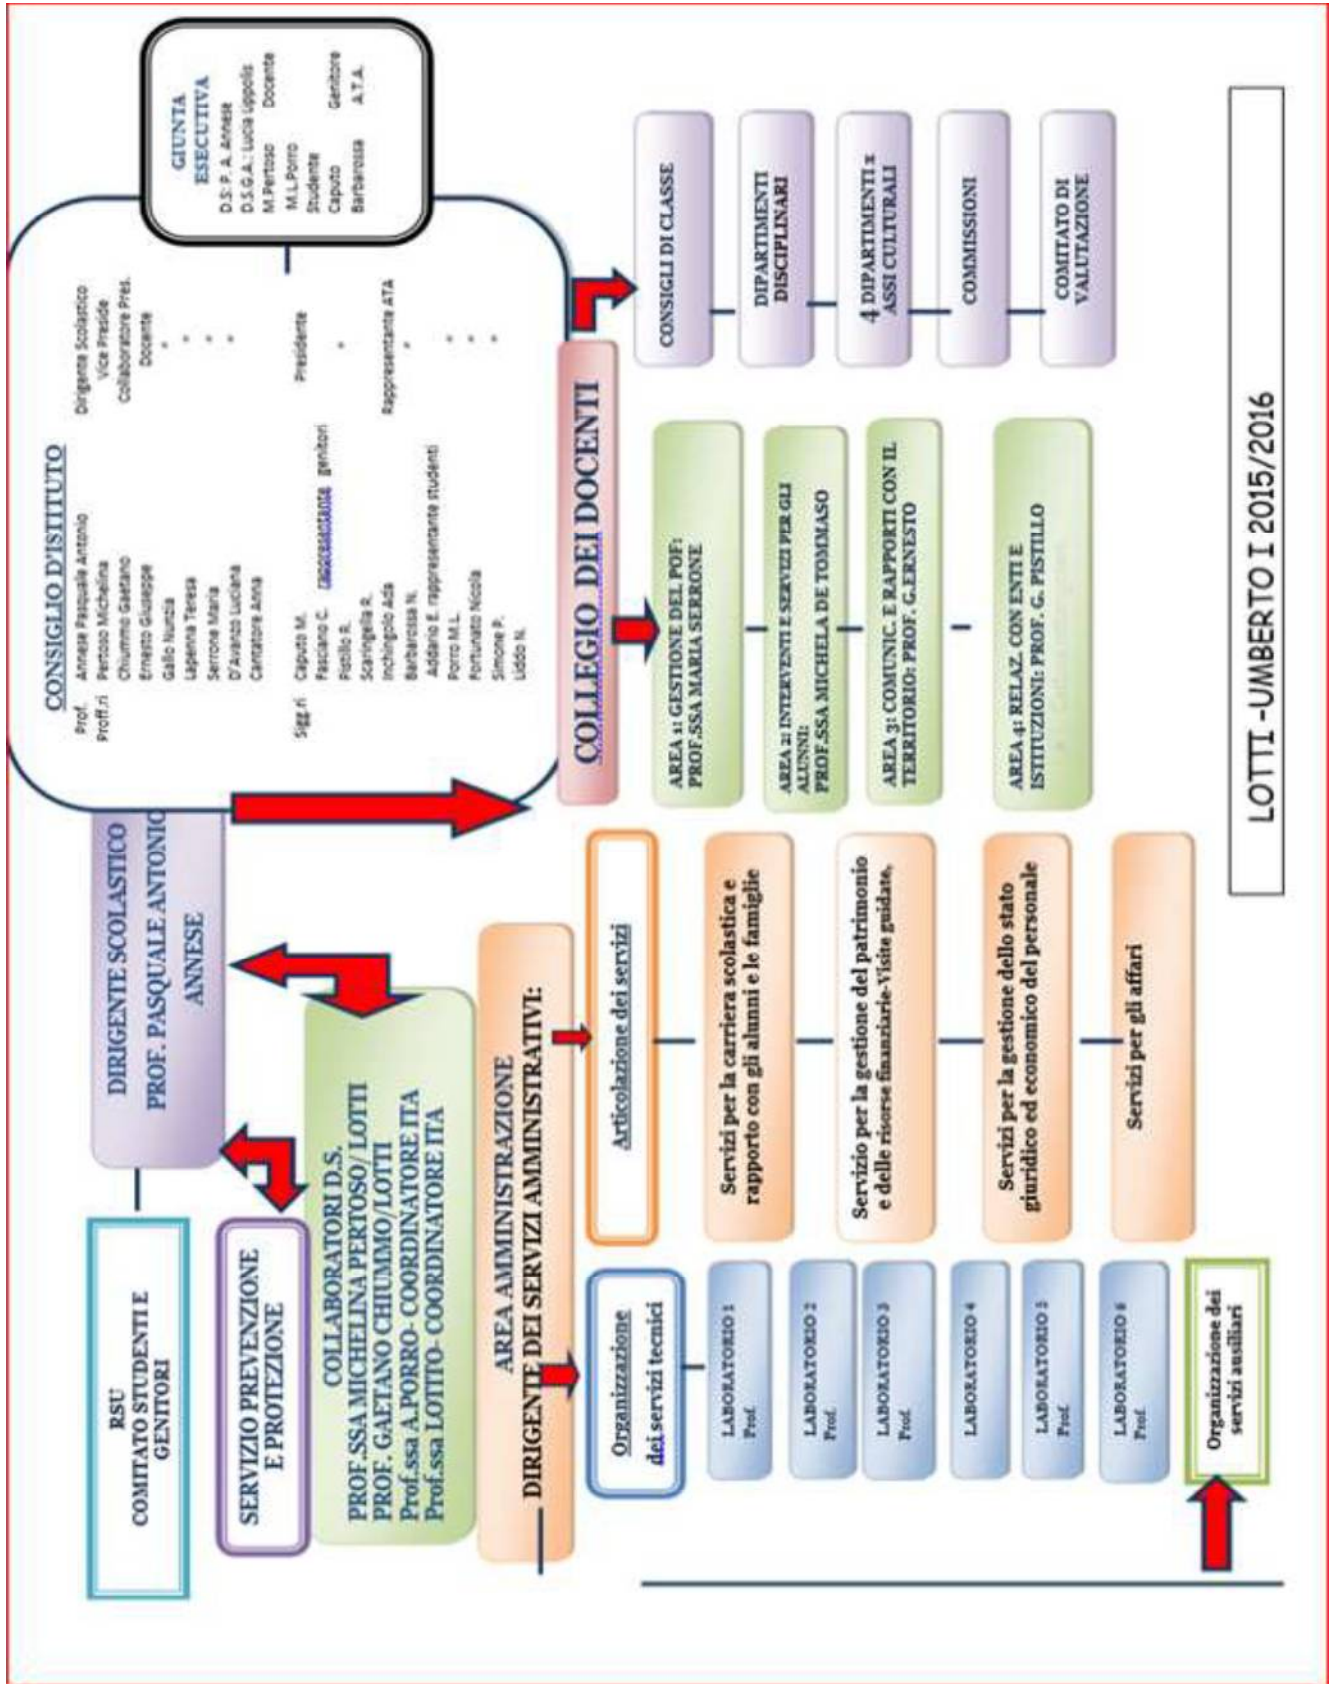 RSU
COMITATO STUDENTI E
GENITORI
DIRIGENTE SCOLASTICO
PROF. PASQUALE ANTONIO
ANNESE
CONSIGLIO D'ISTITUTO
Prof. Annese Pasquale Antonio Dirigente Scolastico
Proff.ri Pertoso Michelina Vice Preside
Chiummo Gaetano Collaboratore Pres.
Ernesto Giuseppe Docente
Gallo Nunzia "
Lapenna Teresa "
Serrone Maria "
D'Avanzo Luciana "
Cantatore Anna
Sigg.ri Caputo M. Presidente
Fasciano C. rappresentante genitori
Pistillo R. "
Scaringella R.
Inchingolo Ada Rappresentante ATA
Barbarossa N. "
Addario E. rappresentante studenti
Porro M.L. "
Fortunato Nicola "
Simone P. "
Liddo N.
GIUNTA
ESECUTIVA
D.S: P. A. Annese
D.S.G.A.: Lucia Lippolis
M.Pertoso Docente
M.L.Porro
Studente
Caputo Genitore
Barbarossa A.T.A.
SERVIZIO PREVENZIONE
E PROTEZIONE
COLLABORATORI D.S.
PROF.SSA MICHELINA PERTOSO/ LOTTI
PROF. GAETANO CHIUMMO/LOTTI
Prof.ssa A.PORRO- COORDINATORE ITA
Prof.ssa LOTITO- COORDINATORE ITA
AREA AMMINISTRAZIONE
DIRIGENTE DEI SERVIZI AMMINISTRATIVI:
COLLEGIO DEI DOCENTI
Organizzazione
dei servizi tecnici
LABORATORIO 1
Prof.
LABORATORIO 2
Prof.
LABORATORIO 3
Prof.
LABORATORIO 4
LABORATORIO 5
Prof.
LABORATORIO 6
Prof.
Organizzazione dei
servizi ausiliari
Articolazione dei servizi
Servizi per la carriera scolastica e
rapporto con gli alunni e le famiglie
Servizio per la gestione del patrimonio
e delle risorse finanziarie-Visite guidate,
Servizi per la gestione dello stato
giuridico ed economico del personale
Servizi per gli affari
AREA 1: GESTIONE DEL POF:
PROF.SSA MARIA SERRONE
AREA 2: INTERVENTI E SERVIZI PER GLI
ALUNNI:
PROF.SSA MICHELA DE TOMMASO
AREA 3: COMUNIC. E RAPPORTI CON IL
TERRITORIO: PROF. G.ERNESTO
AREA 4: RELAZ. CON ENTI E
ISTITUZIONI: PROF. G. PISTILLO
CONSIGLI DI CLASSE
DIPARTIMENTI
DISCIPLINARI
4 DIPARTIMENTI x
ASSI CULTURALI
COMMISSIONI
COMITATO DI
VALUTAZIONE
LOTTI -UMBERTO I 2015/2016